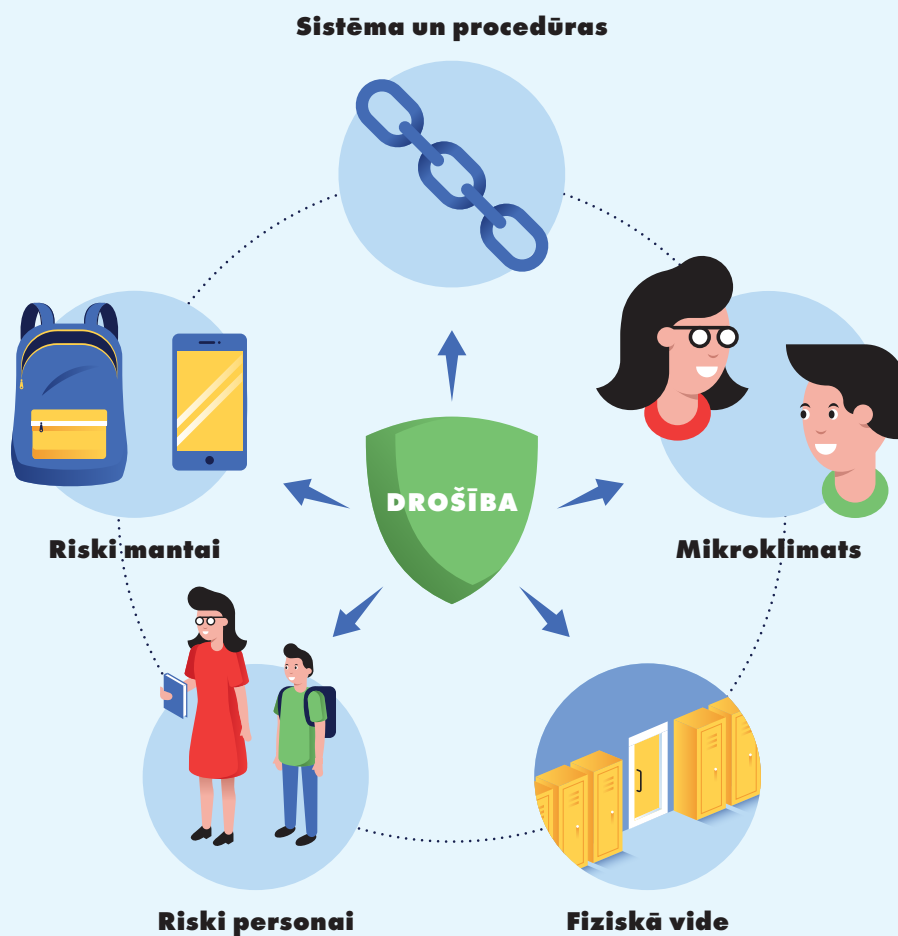 Sistēma un procedūras
DROŠĪBA
Riski mantai
Mikroklimats
Riski personai
Fiziskā vide